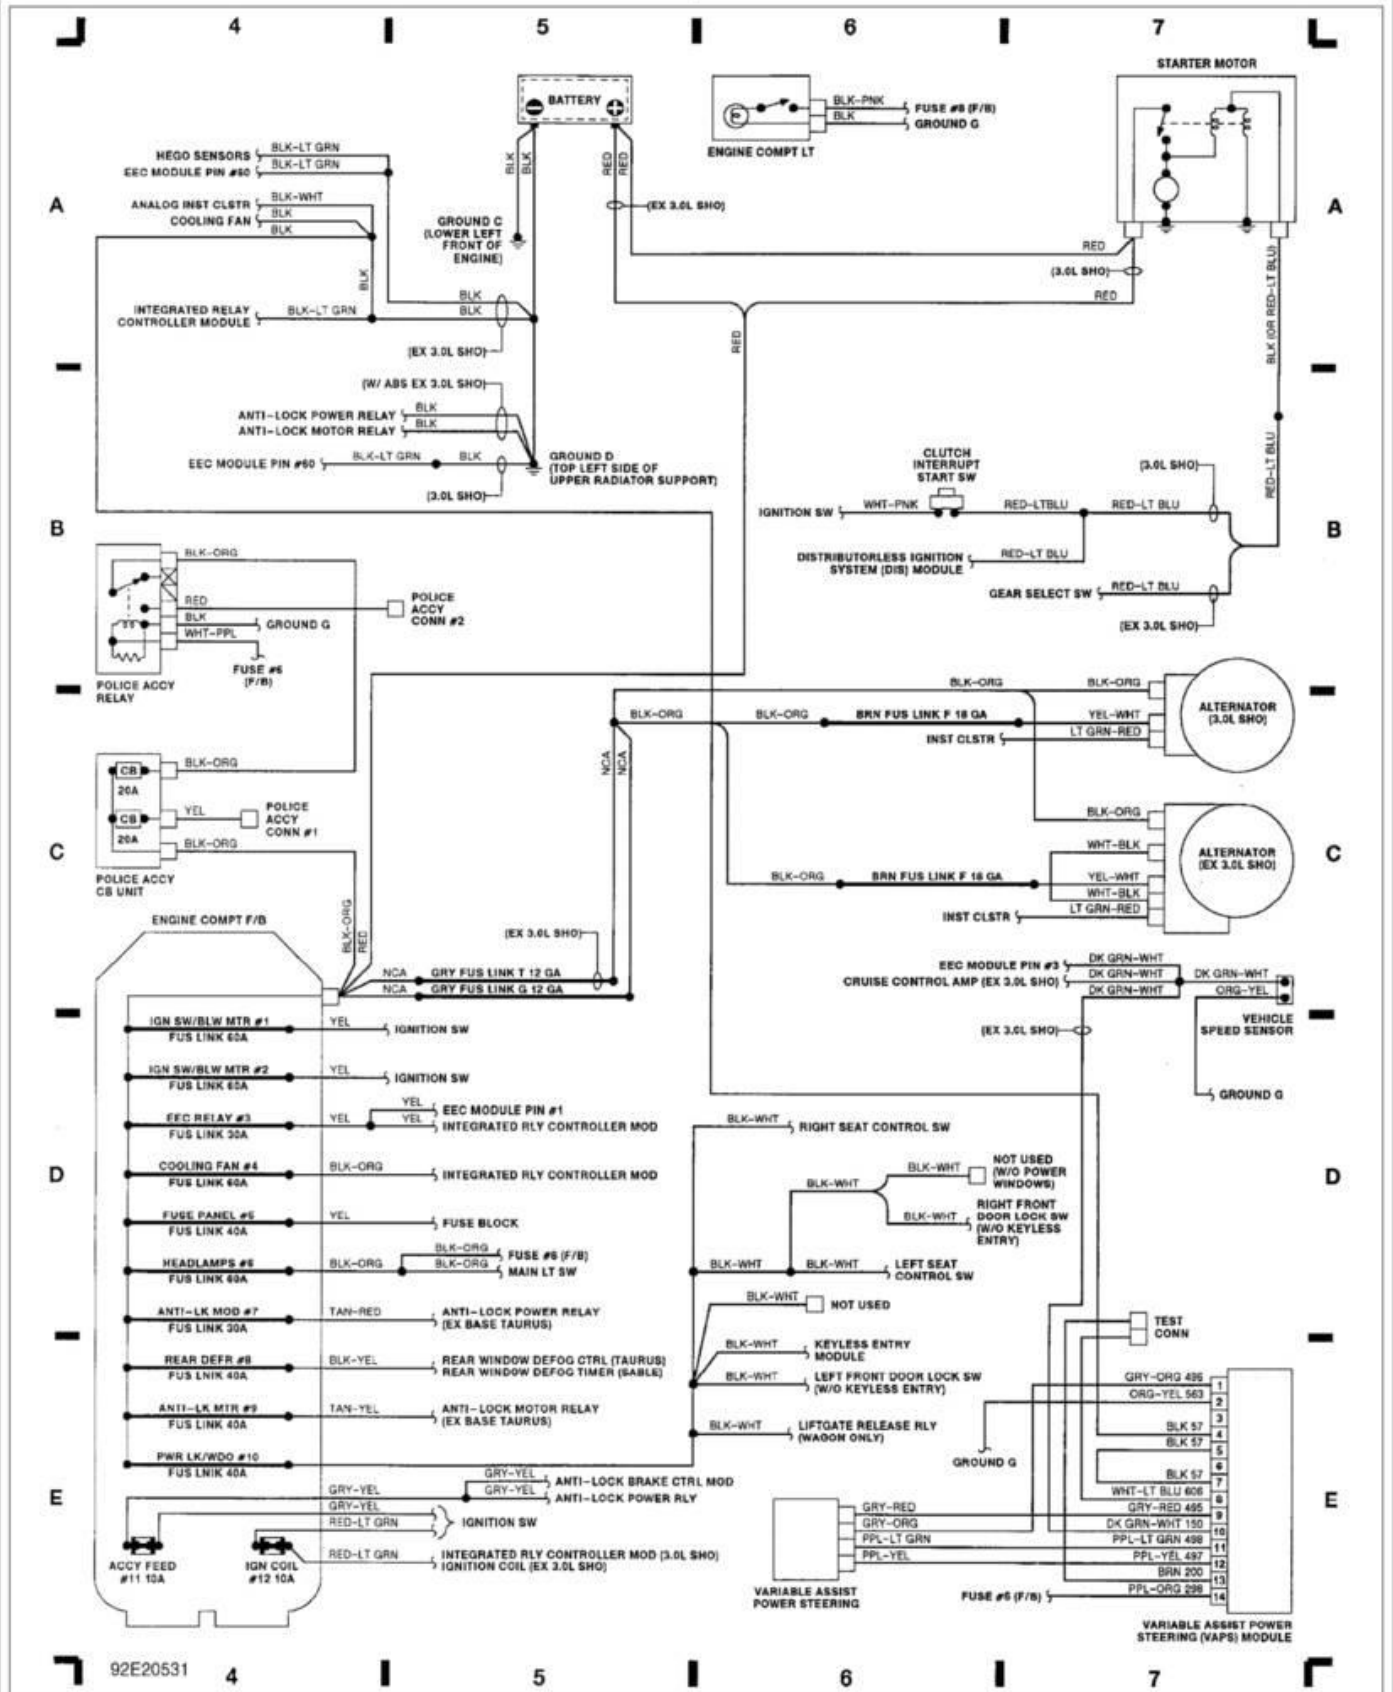 4 5 6 7
STARTER MOTOR
BATTERY
BLK-PNK
FUSE #8 (F/B)
BLK
GROUND G
ENGINE COMPT LT
HEGO SENSORS
BLK-LT GRN
EEC MODULE PIN #60
BLK-LT GRN
BLK
BLK
RED
RED
A
ANALOG INST CLSTR
BLK-WHT
COOLING FAN
BLK
BLK
(EX 3.0L SHO)
A
GROUND C
(LOWER LEFT
FRONT OF
ENGINE)
RED
(3.0L SHO)
RED
BLK
BLK
BLK
INTEGRATED RELAY
CONTROLLER MODULE
BLK-LT GRN
RED
BLK (OR RED-LT BLU)
(EX 3.0L SHO)
(W/ ABS EX 3.0L SHO)
ANTI-LOCK POWER RELAY
BLK
ANTI-LOCK MOTOR RELAY
BLK
EEC MODULE PIN #60
BLK-LT GRN
BLK
GROUND D
(TOP LEFT SIDE OF
UPPER RADIATOR SUPPORT)
(3.0L SHO)
CLUTCH
INTERRUPT
START SW
(3.0L SHO)
RED-LT BLU
IGNITION SW
WHT-PNK
RED-LTBLU
RED-LT BLU
B
B
DISTRIBUTORLESS IGNITION
SYSTEM (DIS) MODULE
RED-LT BLU
GEAR SELECT SW
RED-LT BLU
(EX 3.0L SHO)
BLK-ORG
RED
POLICE
ACCY
CONN #2
BLK
GROUND G
WHT-PPL
FUSE #6
(F/B)
POLICE ACCY
RELAY
BLK-ORG
BLK-ORG
ALTERNATOR
(3.0L SHO)
BLK-ORG
BLK-ORG
BRN FUS LINK F 18 GA
YEL-WHT
INST CLSTR
LT GRN-RED
NCA
NCA
CB
20A
BLK-ORG
CB
20A
YEL
POLICE
ACCY
CONN #1
BLK-ORG
POLICE ACCY
CB UNIT
C
C
BLK-ORG
WHT-BLK
ALTERNATOR
(EX 3.0L SHO)
BLK-ORG
BRN FUS LINK F 18 GA
YEL-WHT
WHT-BLK
INST CLSTR
LT GRN-RED
ENGINE COMPT F/B
BLK-ORG
RED
(EX 3.0L SHO)
NCA
GRY FUS LINK T 12 GA
NCA
GRY FUS LINK G 12 GA
EEC MODULE PIN #3
DK GRN-WHT
CRUISE CONTROL AMP (EX 3.0L SHO)
DK GRN-WHT
DK GRN-WHT
DK GRN-WHT
ORG-YEL
VEHICLE
SPEED SENSOR
(EX 3.0L SHO)
GROUND G
IGN SW/BLW MTR #1
FUS LINK 60A
YEL
IGNITION SW
IGN SW/BLW MTR #2
FUS LINK 60A
YEL
IGNITION SW
EEC RELAY #3
FUS LINK 30A
YEL
YEL
EEC MODULE PIN #1
YEL
INTEGRATED RLY CONTROLLER MOD
BLK-WHT
RIGHT SEAT CONTROL SW
D
D
COOLING FAN #4
FUS LINK 60A
BLK-ORG
INTEGRATED RLY CONTROLLER MOD
BLK-WHT
BLK-WHT
NOT USED
(W/O POWER
WINDOWS)
BLK-WHT
RIGHT FRONT
DOOR LOCK SW
(W/O KEYLESS
ENTRY)
FUSE PANEL #5
FUS LINK 40A
YEL
FUSE BLOCK
HEADLAMPS #6
FUS LINK 60A
BLK-ORG
BLK-ORG
FUSE #6 (F/B)
BLK-ORG
MAIN LT SW
BLK-WHT
BLK-WHT
LEFT SEAT
CONTROL SW
BLK-WHT
NOT USED
ANTI-LK MOD #7
FUS LINK 30A
TAN-RED
ANTI-LOCK POWER RELAY
(EX BASE TAURUS)
TEST
CONN
BLK-WHT
KEYLESS ENTRY
MODULE
REAR DEFR #8
FUS LNIK 40A
BLK-YEL
REAR WINDOW DEFOG CTRL (TAURUS)
REAR WINDOW DEFOG TIMER (SABLE)
BLK-WHT
LEFT FRONT DOOR LOCK SW
(W/O KEYLESS ENTRY)
ANTI-LK MTR #9
FUS LINK 40A
TAN-YEL
ANTI-LOCK MOTOR RELAY
(EX BASE TAURUS)
BLK-WHT
LIFTGATE RELEASE RLY
(WAGON ONLY)
GROUND G
PWR LK/WDO #10
FUS LNIK 40A
E
E
GRY-YEL
GRY-YEL
ANTI-LOCK BRAKE CTRL MOD
GRY-YEL
ANTI-LOCK POWER RLY
GRY-YEL
RED-LT GRN
IGNITION SW
ACCY FEED
#11 10A
IGN COIL
#12 10A
RED-LT GRN
INTEGRATED RLY CONTROLLER MOD (3.0L SHO)
IGNITION COIL (EX 3.0L SHO)
GRY-RED
GRY-ORG
PPL-LT GRN
PPL-YEL
VARIABLE ASSIST
POWER STEERING
GRY-ORG 496 1
ORG-YEL 563 2
3
BLK 57 4
BLK 57 5
6
BLK 57 7
WHT-LT BLU 606 8
GRY-RED 495 9
DK GRN-WHT 150 10
PPL-LT GRN 498 11
PPL-YEL 497 12
BRN 200 13
FUSE #6 (F/B)
PPL-ORG 298 14
VARIABLE ASSIST POWER
STEERING (VAPS) MODULE
92E20531
4 5 6 7